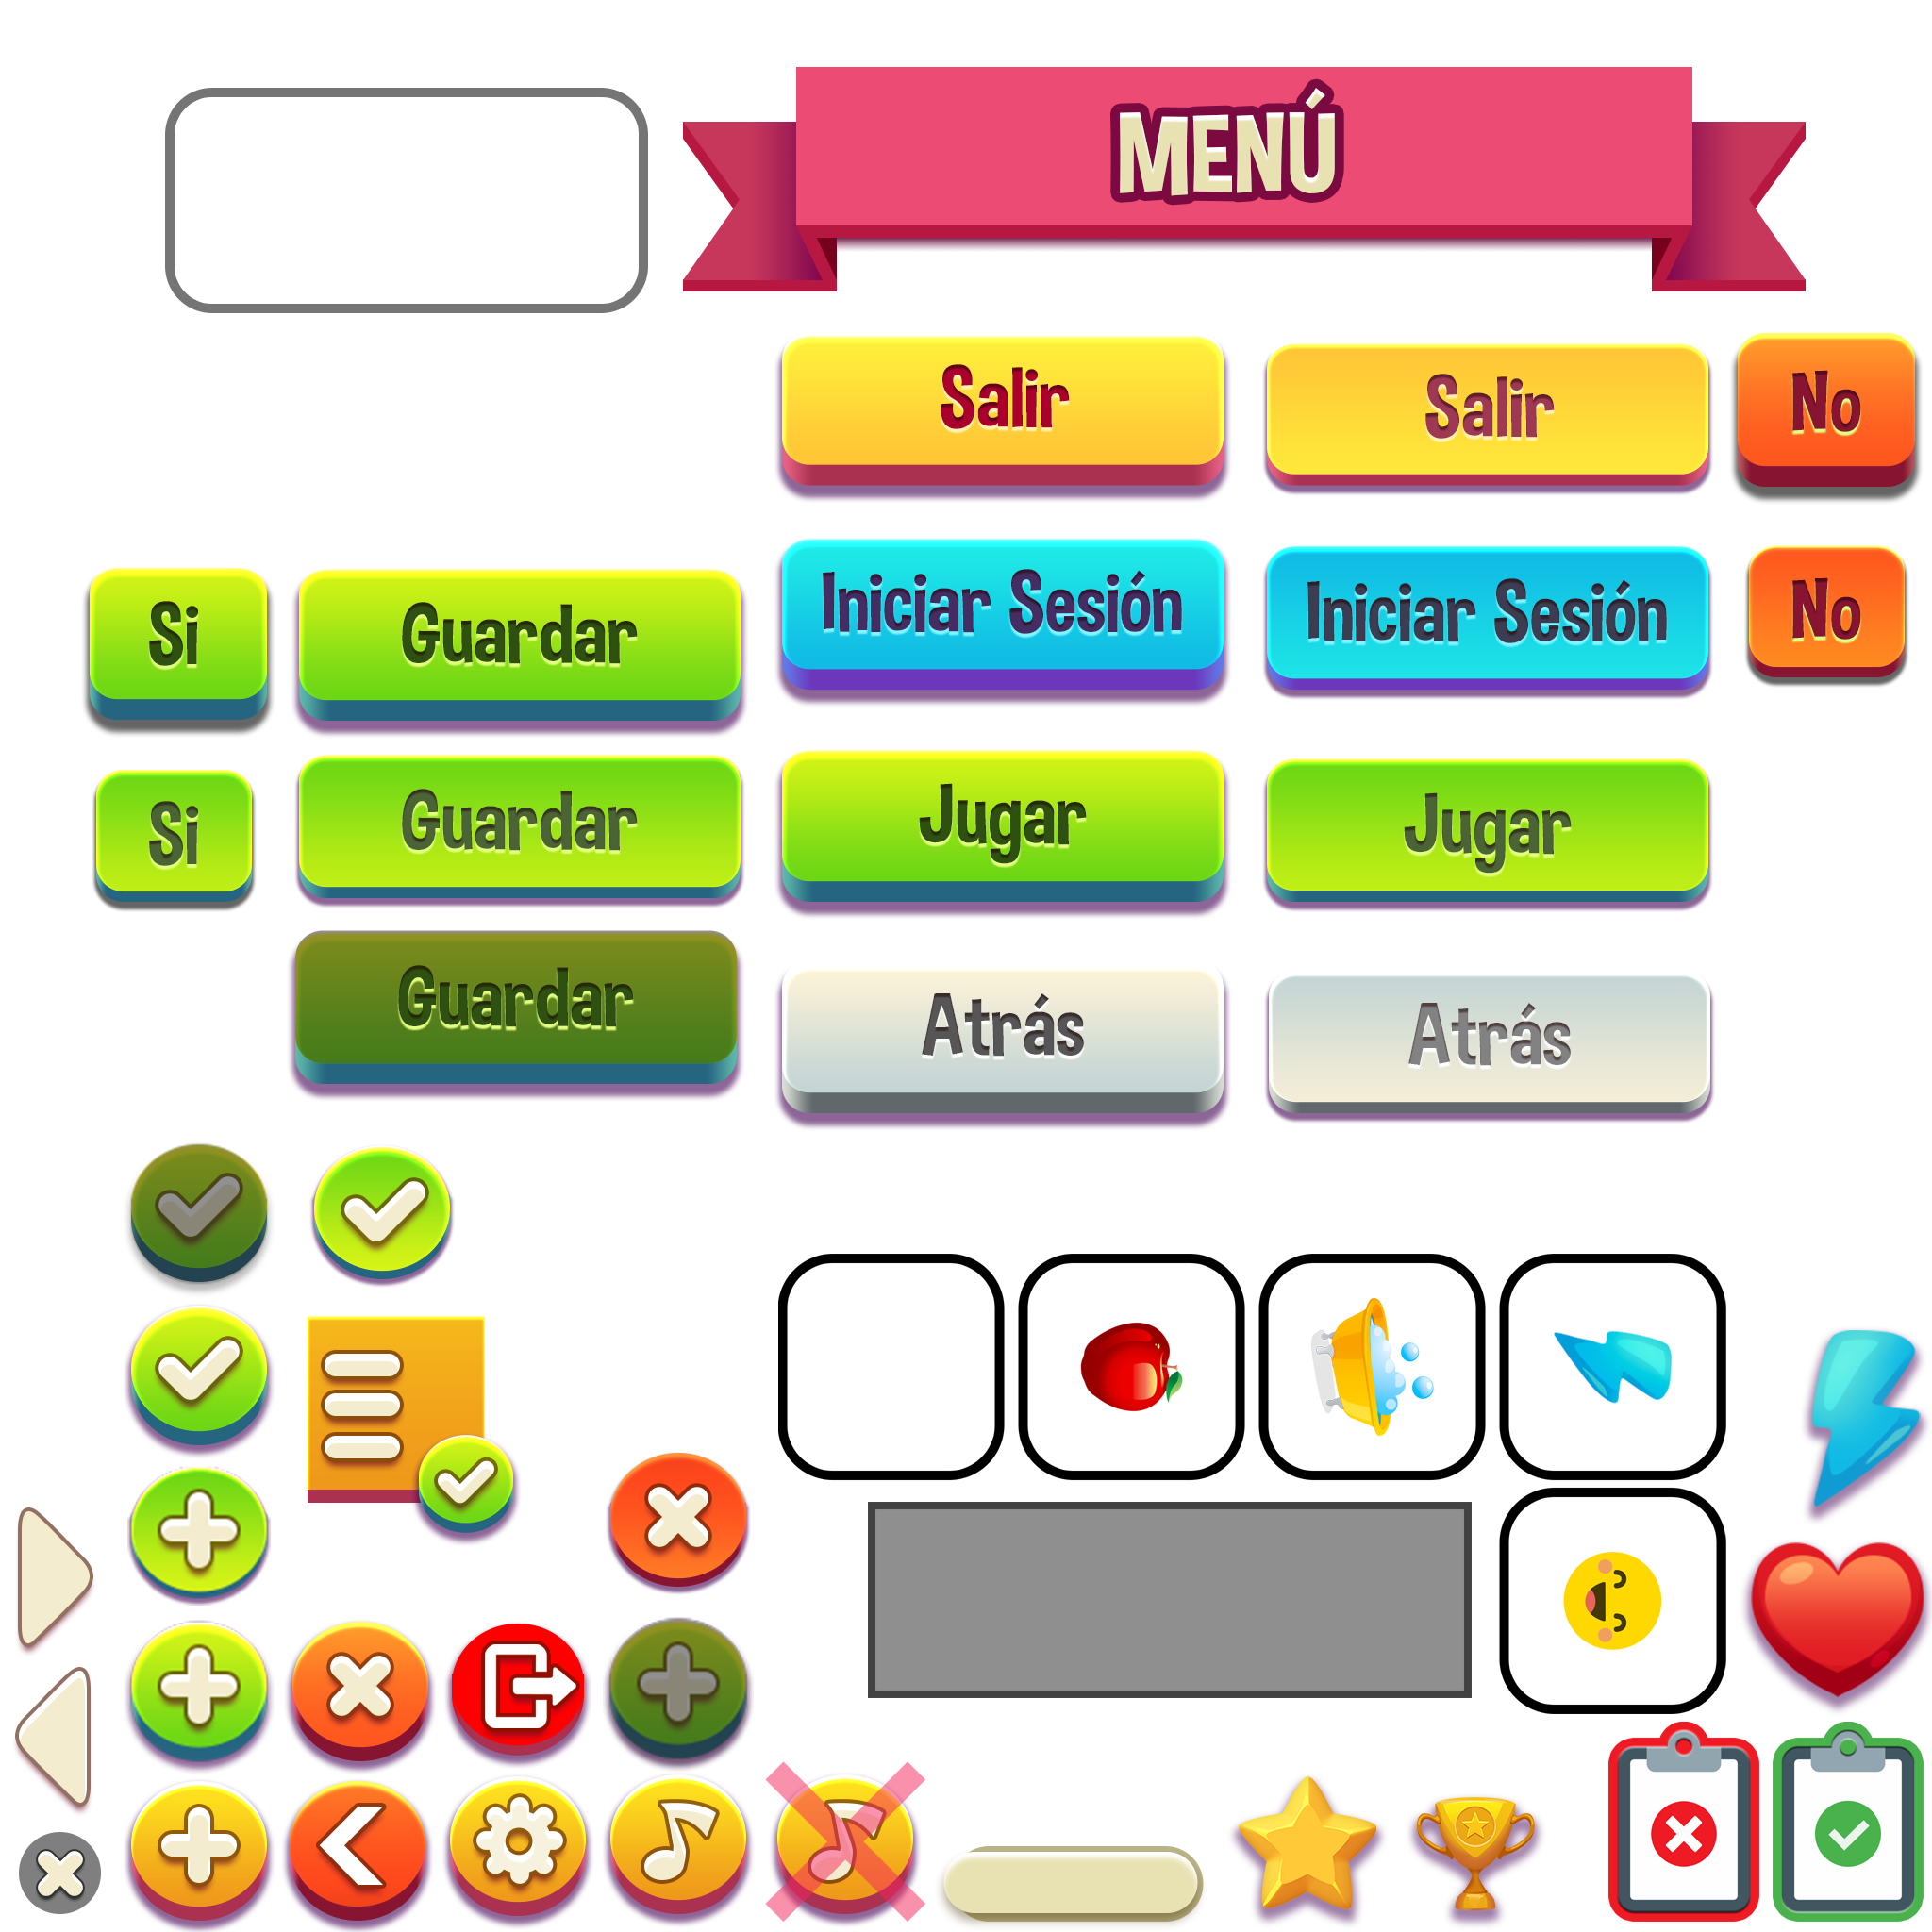 MENÚ
Salir
Salir
No
Iniciar Sesión
Iniciar Sesión
No
Si
Guardar
Si
Guardar
Jugar
Jugar
Guardar
Atrás
Atrás